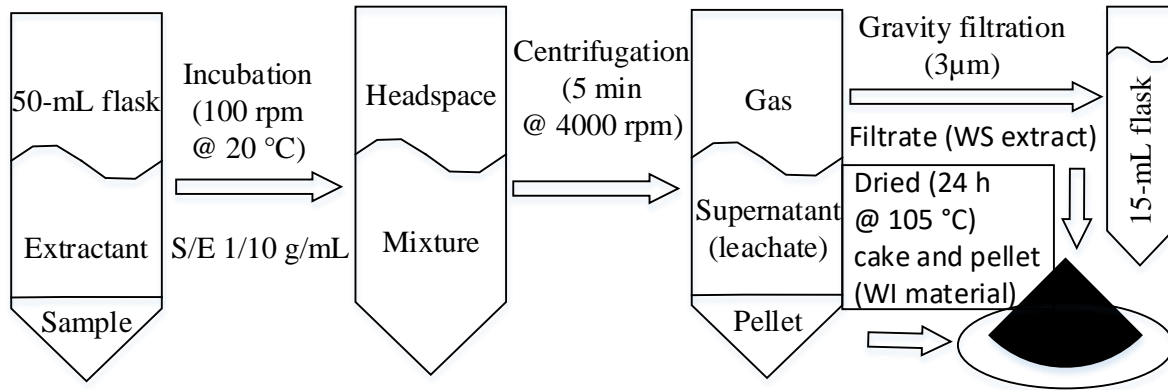 50-mL flask
Extractant
Sample
Incubation
(100 rpm
@ 20 °C)
S/E 1/10 g/mL
Headspace
Mixture
Centrifugation
(5 min
@ 4000 rpm)
Gas
Supernatant
(leachate)
Pellet
Gravity filtration
(3µm)
Filtrate (WS extract)
Dried (24 h
@ 105 °C)
cake and pellet
(WI material)
15-mL flask